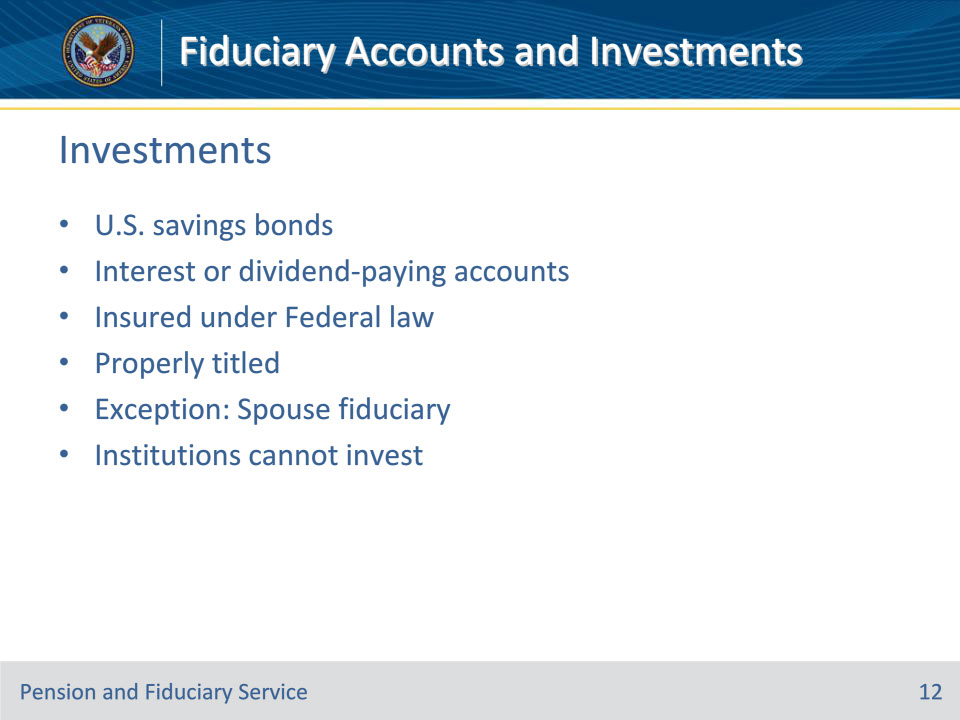 Fiduciary Accounts and Investments
Investments
• U.S. savings bonds
• Interest or dividend-paying accounts
• Insured under Federal law
• Properly titled
• Exception: Spouse fiduciary
• Institutions cannot invest
Pension and Fiduciary Service
12